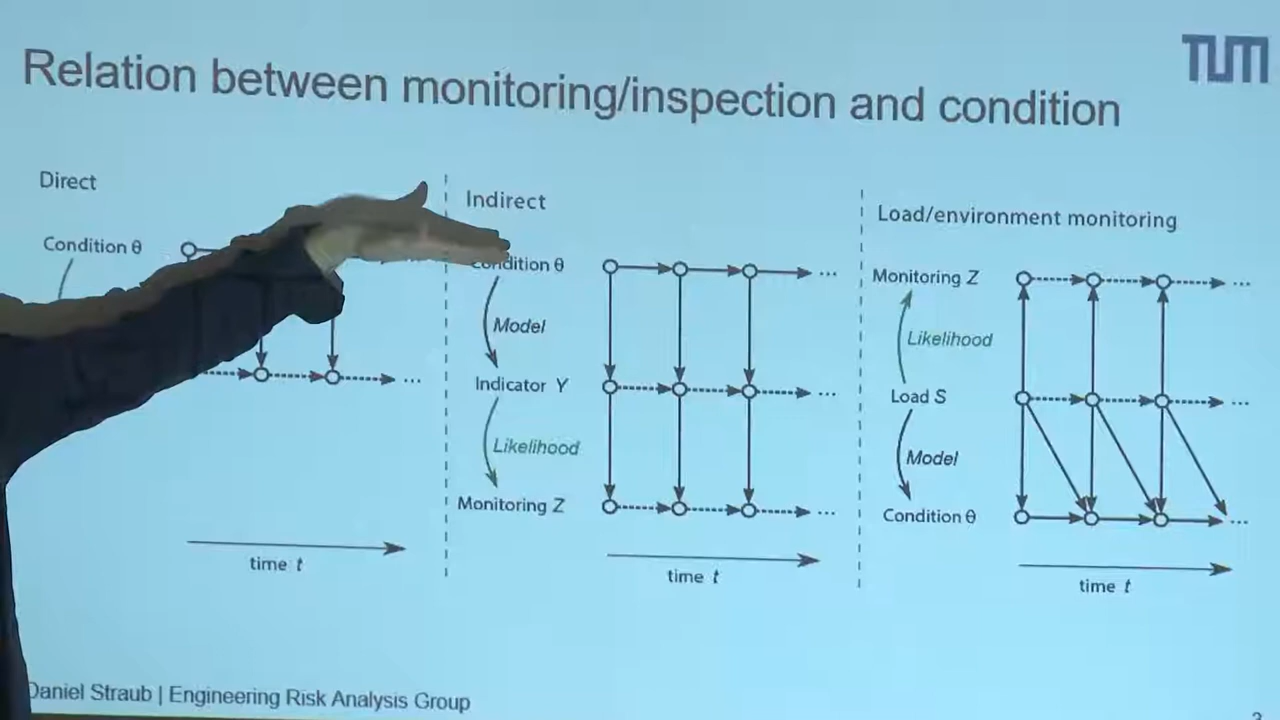 TUM
Relation between monitoring/inspection and condition
Direct
Condition θ
...
time t
Indirect
Condition θ
Model
Indicator Y
Likelihood
Monitoring Z
...
...
...
time t
Load/environment monitoring
Monitoring Z
Likelihood
Load S
Model
Condition θ
...
...
...
time t
Daniel Straub | Engineering Risk Analysis Group